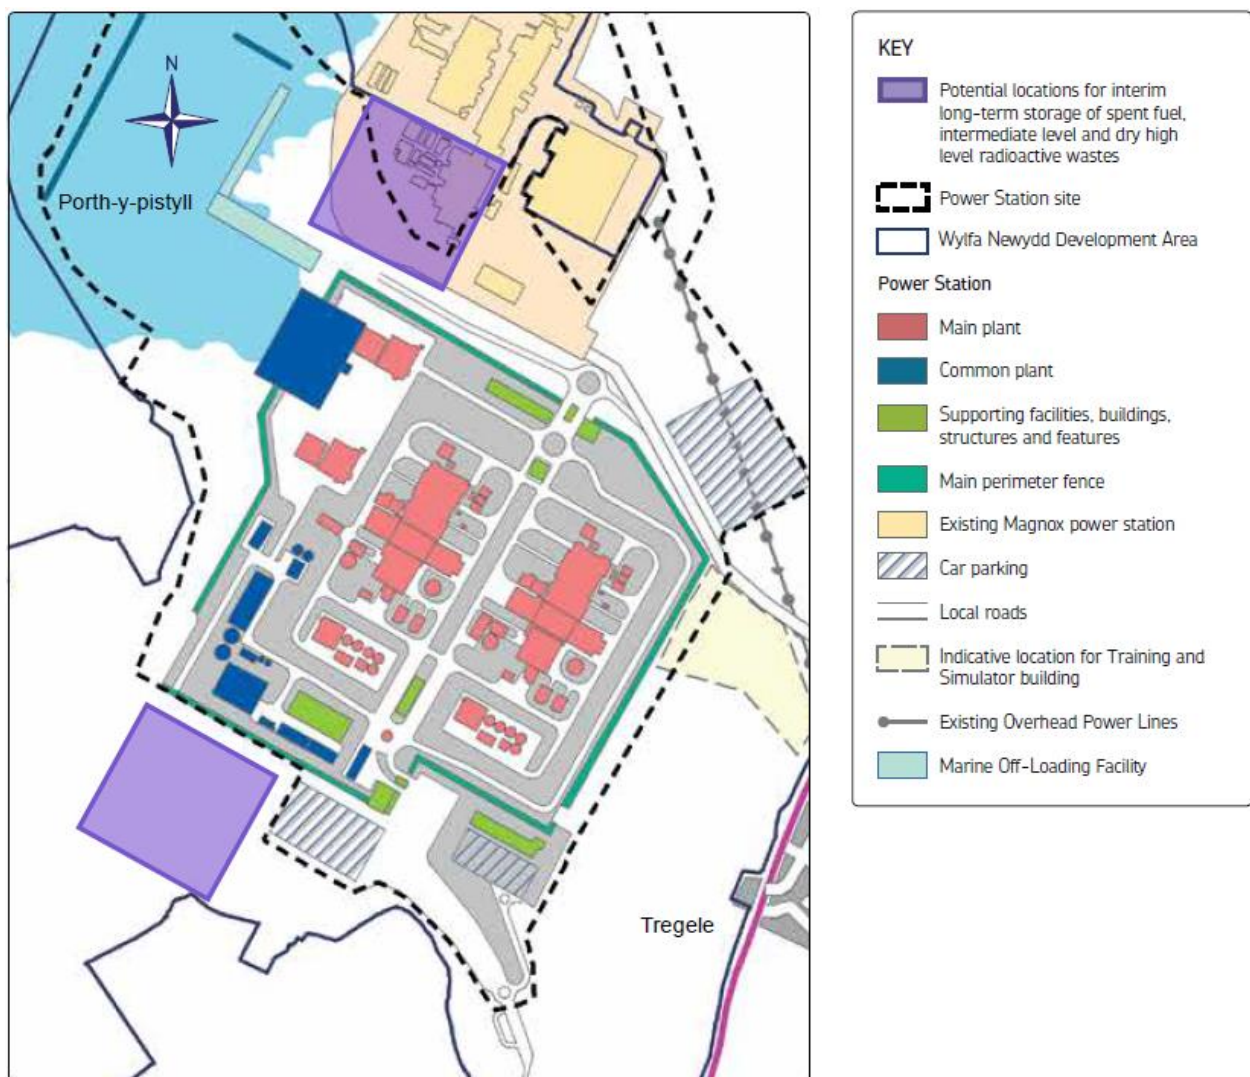 N
Porth-y-pistyll
Tregele
KEY
Potential locations for interim
long-term storage of spent fuel,
intermediate level and dry high
level radioactive wastes
Power Station site
Wylfa Newydd Development Area
Power Station
Main plant
Common plant
Supporting facilities, buildings,
structures and features
Main perimeter fence
Existing Magnox power station
Car parking
Local roads
Indicative location for Training and
Simulator building
Existing Overhead Power Lines
Marine Off-Loading Facility